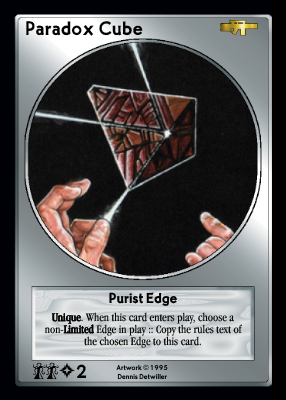 Paradox Cube
Purist Edge
Unique. When this card enters play, choose a
non-Limited Edge in play :: Copy the rules text of
the chosen Edge to this card.
2
Artwork © 1995
Dennis Detwiller